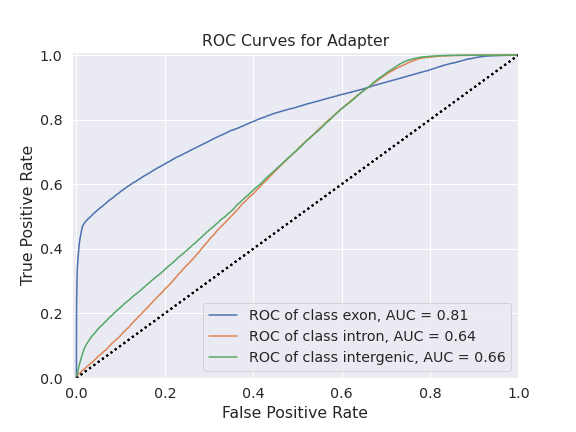 ROC Curves for Adapter
True Positive Rate
1.0
0.8
0.6
0.4
0.2
0.0
ROC of class exon, AUC = 0.81
ROC of class intron, AUC = 0.64
ROC of class intergenic, AUC = 0.66
0.0 0.2 0.4 0.6 0.8 1.0
False Positive Rate